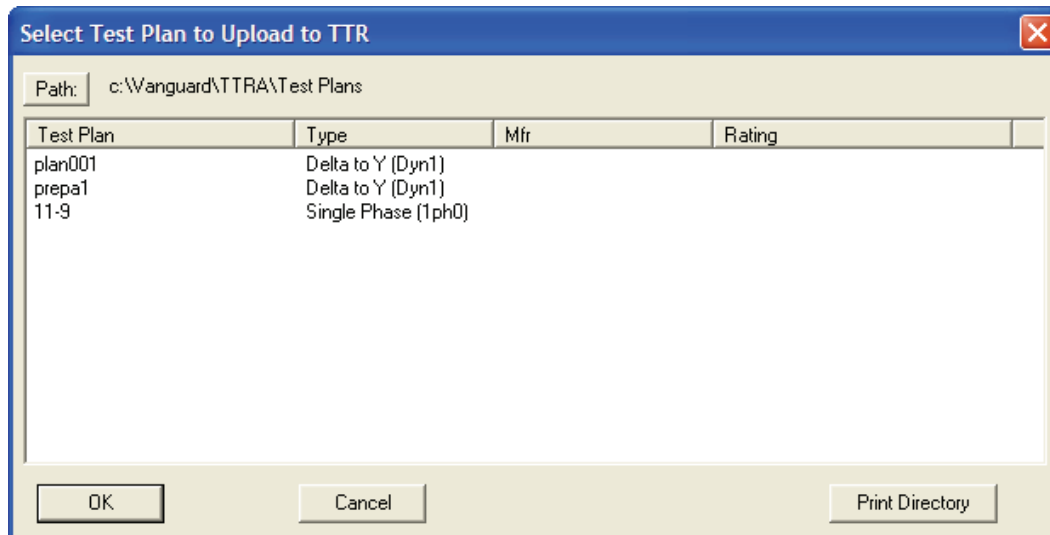 Select Test Plan to Upload to TTR
Path: c:\Vanguard\TTRA\Test Plans
Test Plan Type Mfr Rating
plan001 Delta to Y (Dyn1)
prepa1 Delta to Y (Dyn1)
11-9 Single Phase (1ph0)
OK Cancel Print Directory